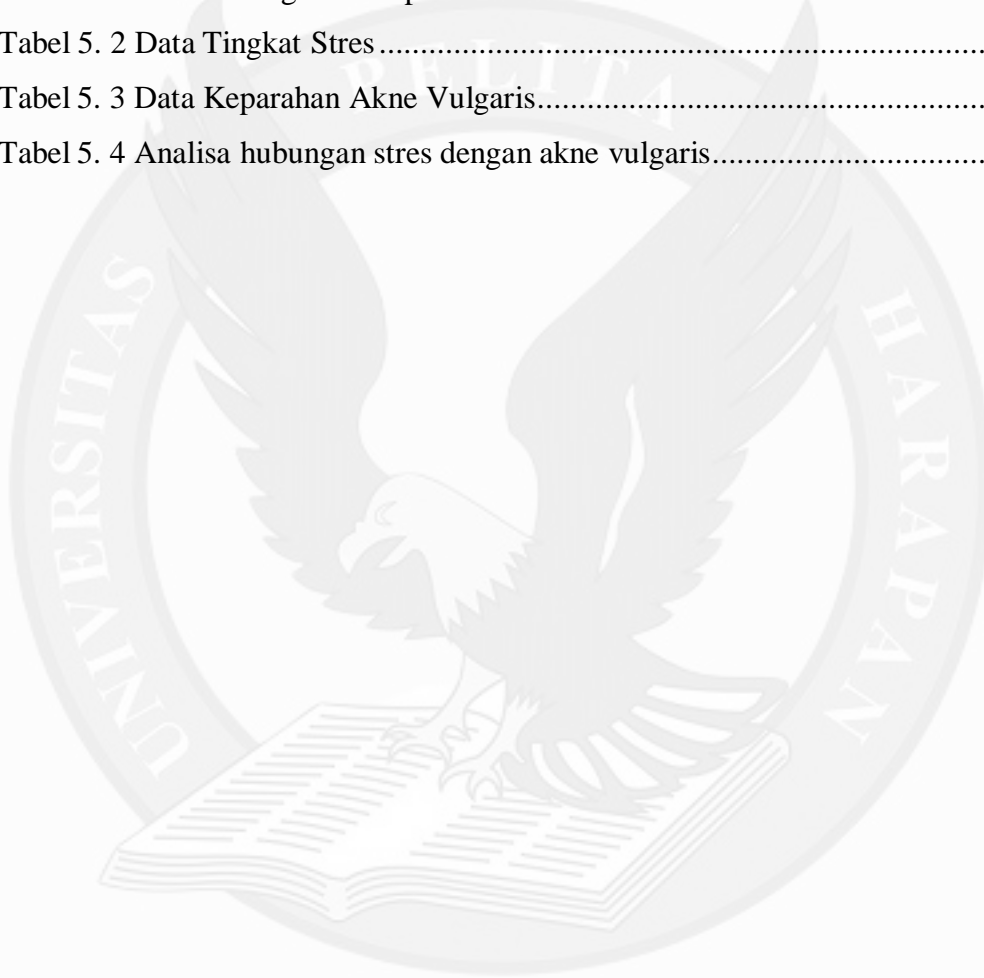 Tabel 5. 2 Data Tingkat Stres
Tabel 5. 3 Data Keparahan Akne Vulgaris
Tabel 5. 4 Analisa hubungan stres dengan akne vulgaris
UNIVERSITAS PELITA HARAPAN